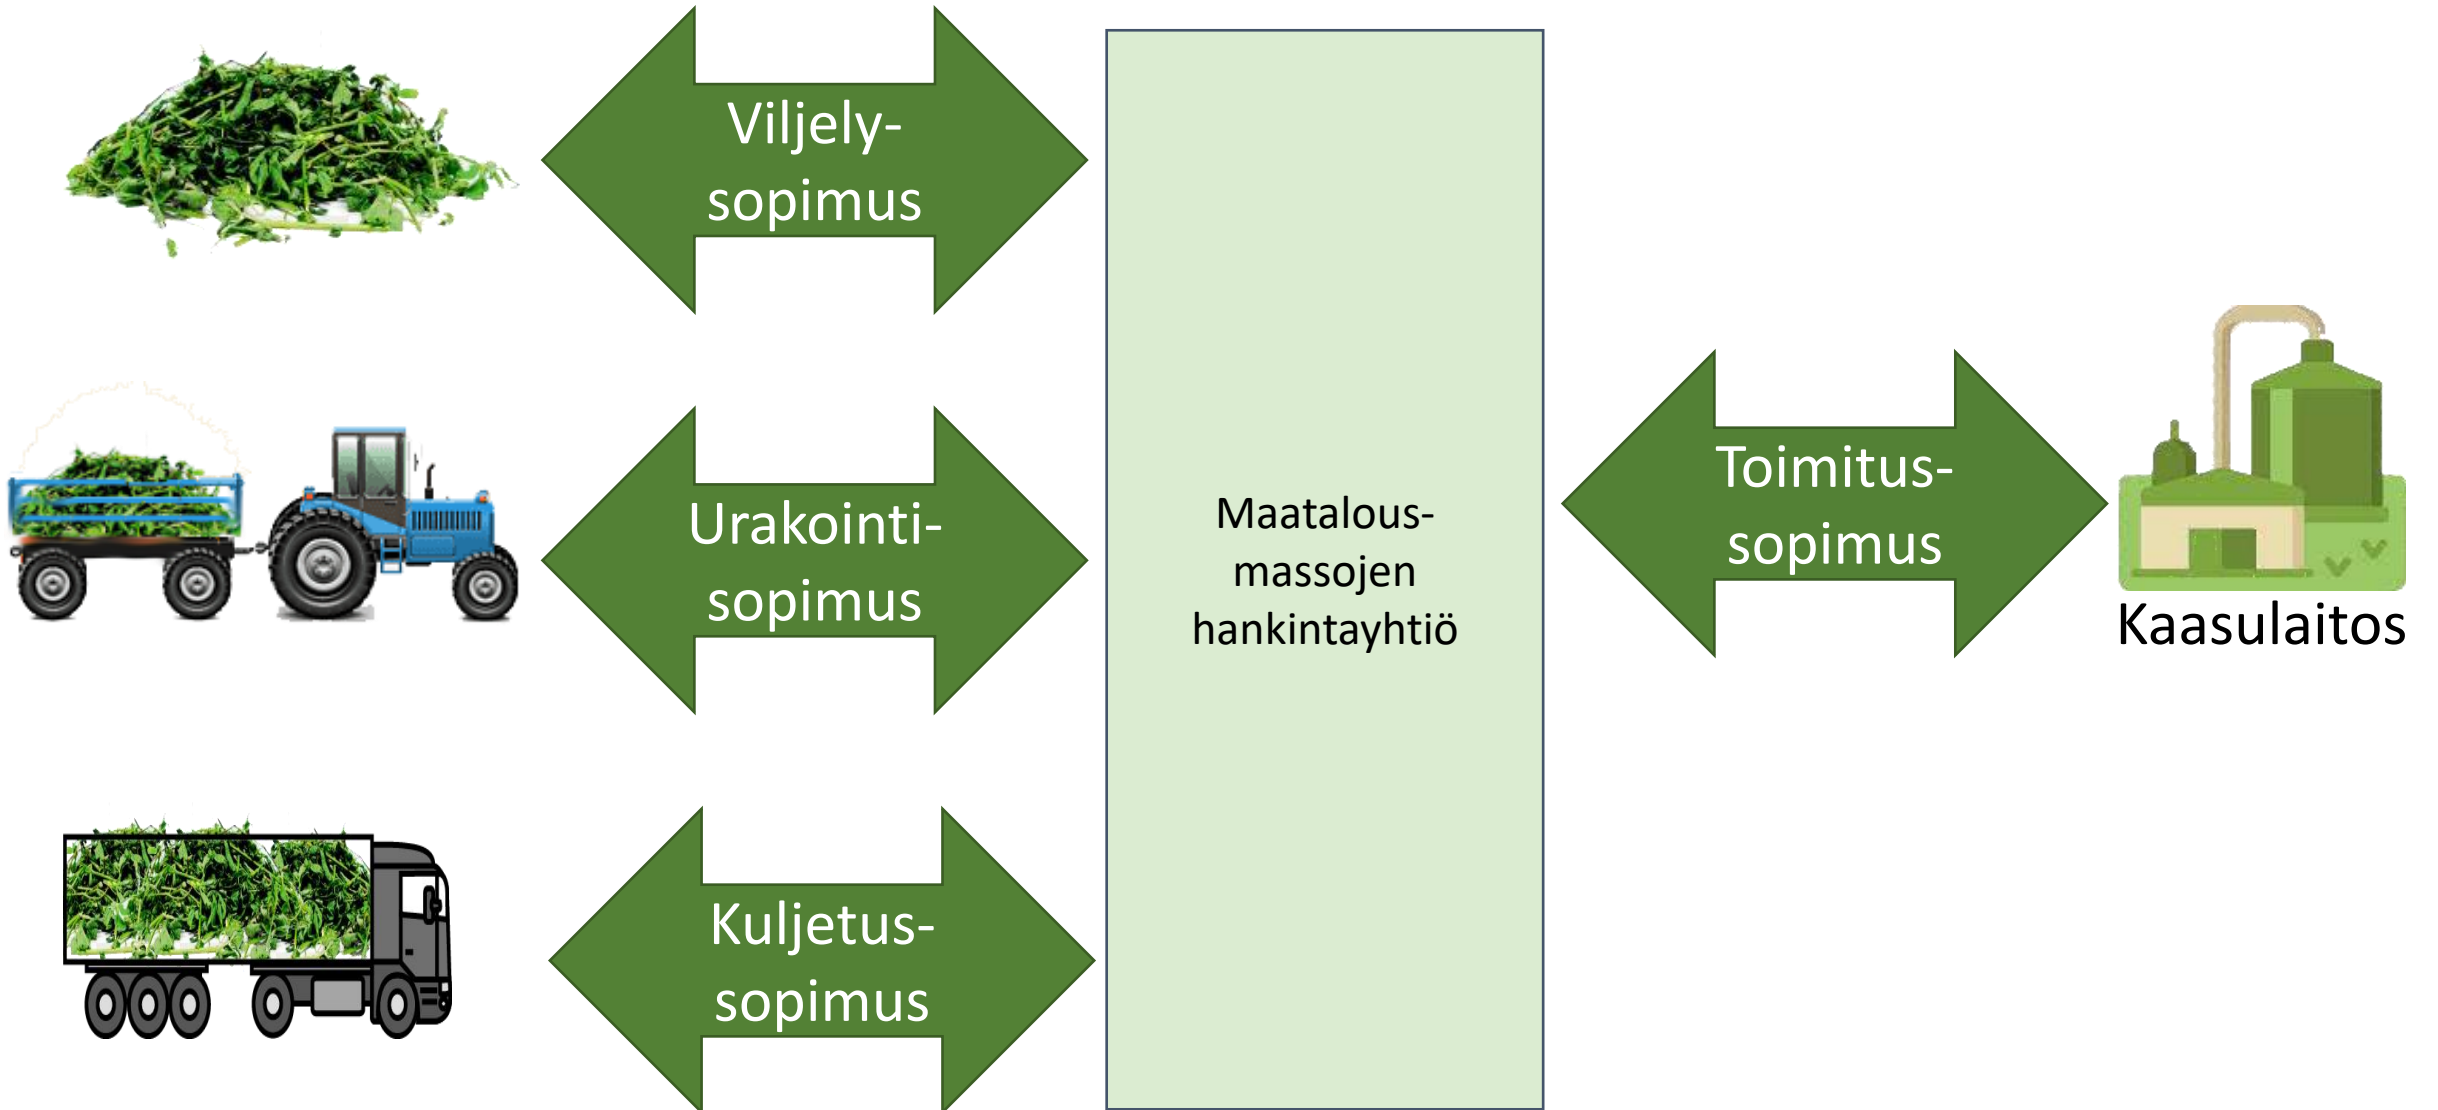 Viljely-
sopimus
Urakointi-
sopimus
Kuljetus-
sopimus
Maatalous-
massojen
hankintayhtiö
Toimitus-
sopimus
Kaasulaitos